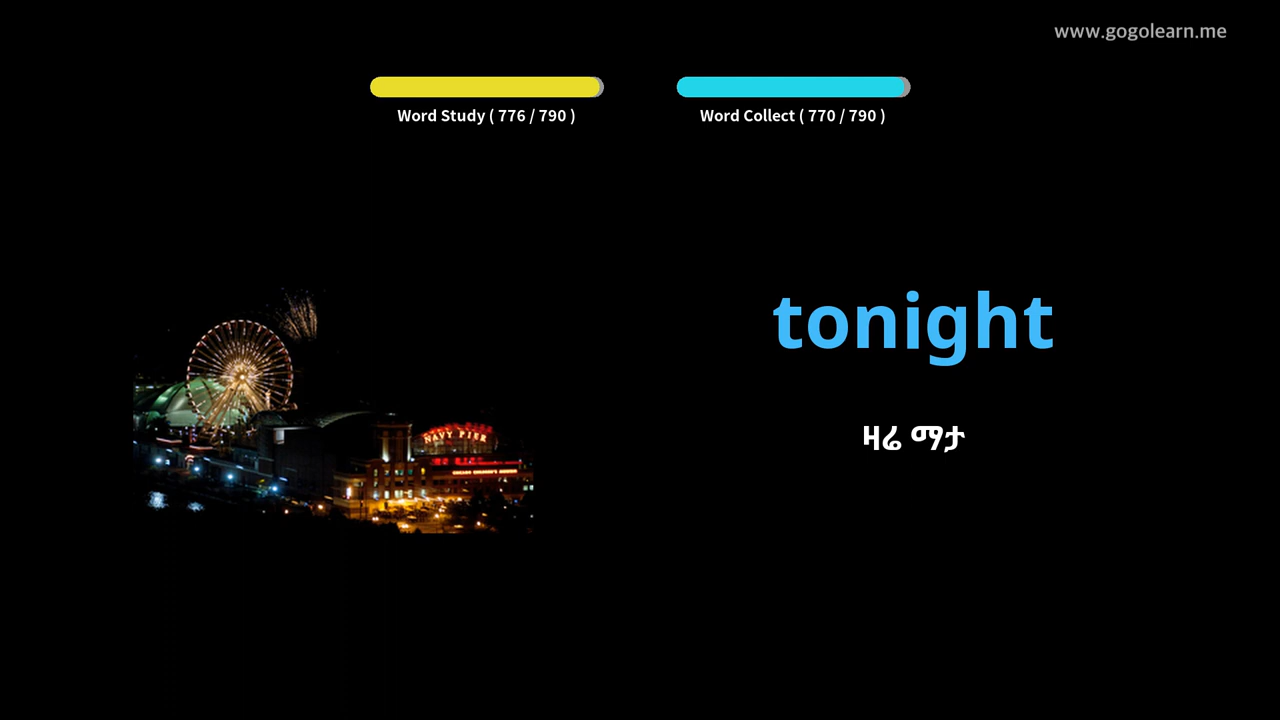 www.gogolearn.me
Word Study ( 776 / 790 )
Word Collect ( 770 / 790 )
tonight
ዛሬ ማታ
NAVY PIER